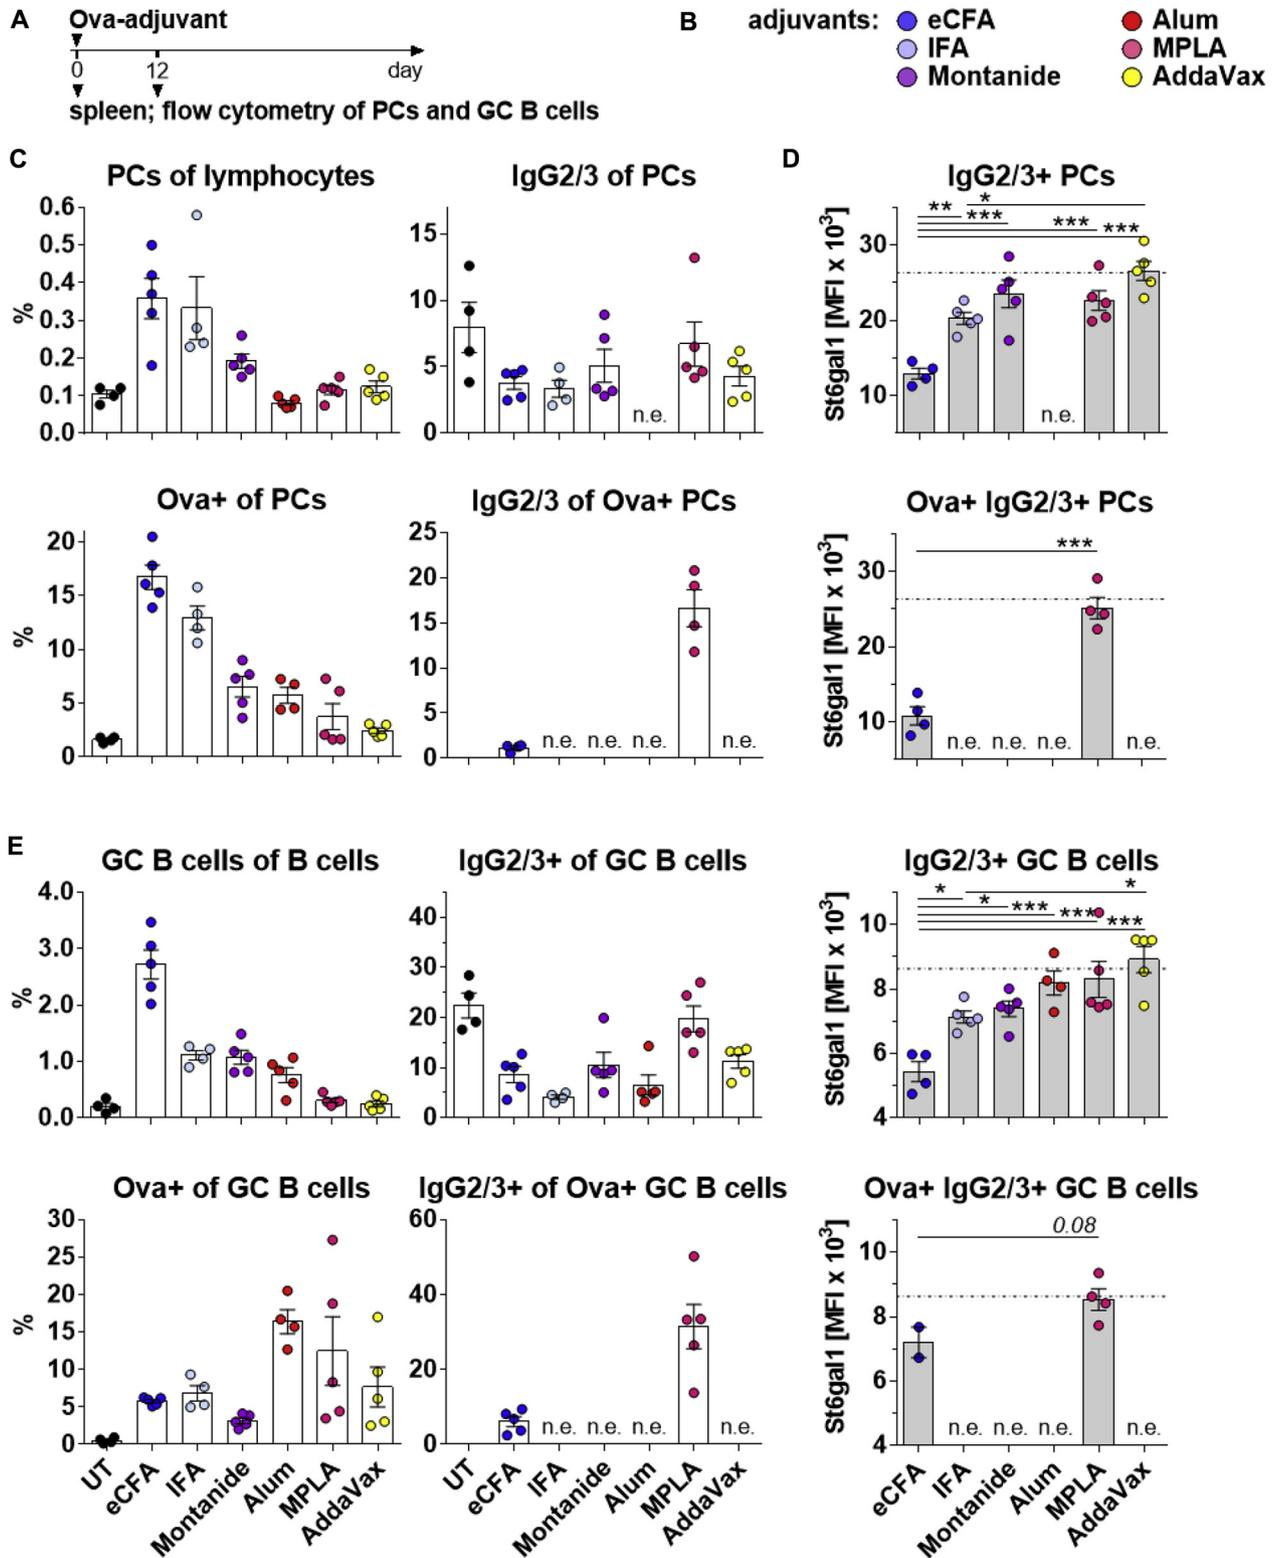 A
Ova-adjuvant
0 12 day
spleen; flow cytometry of PCs and GC B cells
B
adjuvants:
eCFA
IFA
Montanide
Alum
MPLA
AddaVax
C
PCs of lymphocytes
%
0.6
0.5
0.4
0.3
0.2
0.1
0.0
IgG2/3 of PCs
15
10
5
0
n.e.
D
IgG2/3+ PCs
St6gal1 [MFI x 10³]
30
20
10
** *** * *** ***
n.e.
Ova+ of PCs
%
20
15
10
5
0
IgG2/3 of Ova+ PCs
25
20
15
10
5
0
n.e. n.e. n.e. n.e.
Ova+ IgG2/3+ PCs
St6gal1 [MFI x 10³]
30
20
10
***
n.e. n.e. n.e. n.e.
E
GC B cells of B cells
%
4.0
3.0
2.0
1.0
0.0
IgG2/3+ of GC B cells
40
30
20
10
0
IgG2/3+ GC B cells
St6gal1 [MFI x 10³]
10
8
6
4
* * *** *** *** *
Ova+ of GC B cells
%
30
25
20
15
10
5
0
UT eCFA IFA Montanide Alum MPLA AddaVax
IgG2/3+ of Ova+ GC B cells
60
40
20
0
n.e. n.e. n.e. n.e.
UT eCFA IFA Montanide Alum MPLA AddaVax
Ova+ IgG2/3+ GC B cells
St6gal1 [MFI x 10³]
10
8
6
4
0.08
n.e. n.e. n.e. n.e.
eCFA IFA Montanide Alum MPLA AddaVax